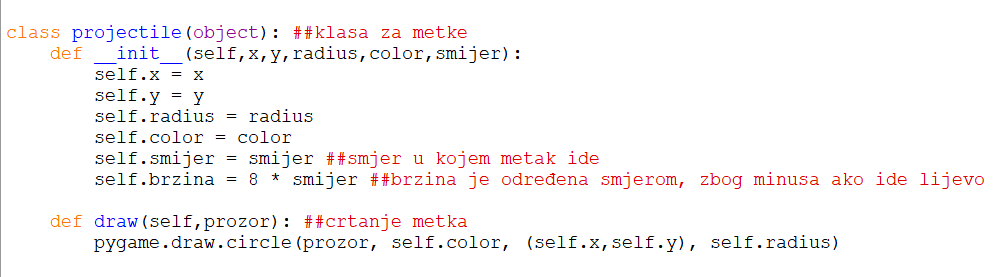 class projectile(object): ##klasa za metke
    def __init__(self,x,y,radius,color,smijer):
        self.x = x
        self.y = y
        self.radius = radius
        self.color = color
        self.smijer = smijer ##smjer u kojem metak ide
        self.brzina = 8 * smijer ##brzina je određena smjerom, zbog minusa ako ide lijevo

    def draw(self,prozor): ##crtanje metka
        pygame.draw.circle(prozor, self.color, (self.x,self.y), self.radius)